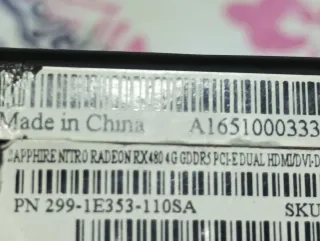 Made in China A1651000333
SAPPHIRE NITRO RADEON RX480 4G GDDR5 PCI-E DUAL HDMI/DVI-D
PN 299-1E353-110SA SKU